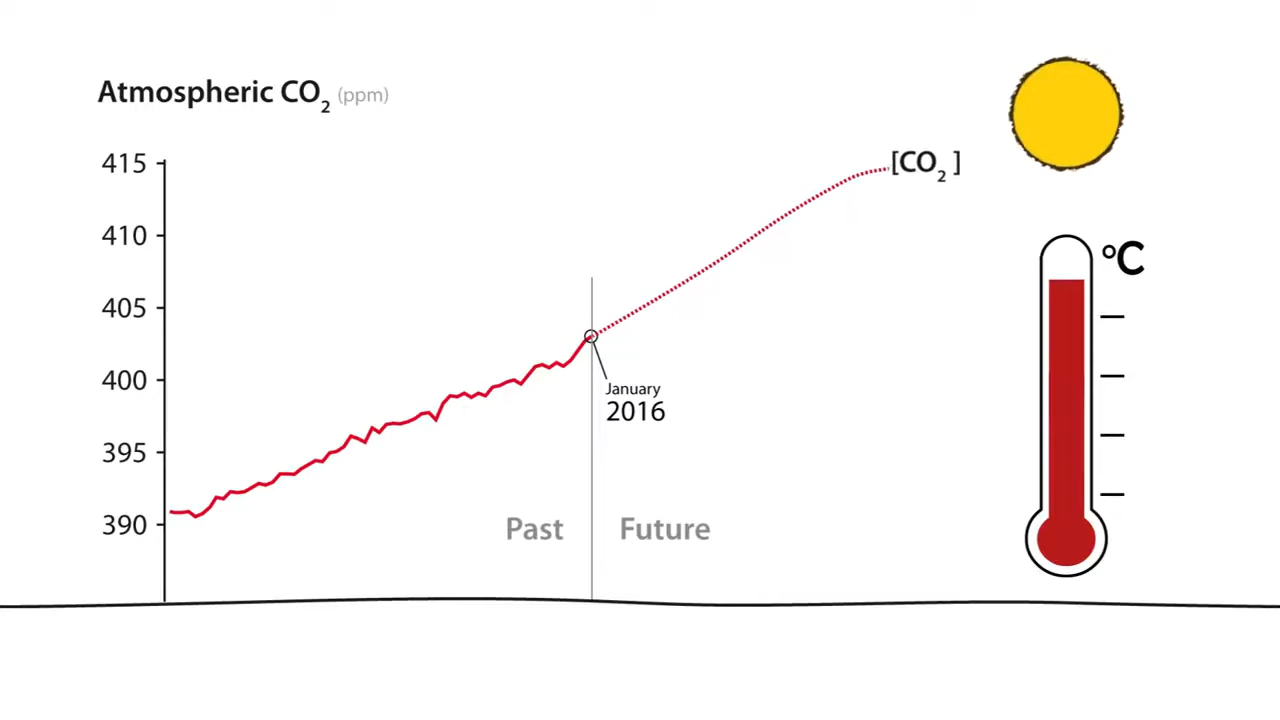 Atmospheric CO₂ (ppm)
415
[CO₂ ]
410
°C
405
400
January
2016
395
390
Past
Future